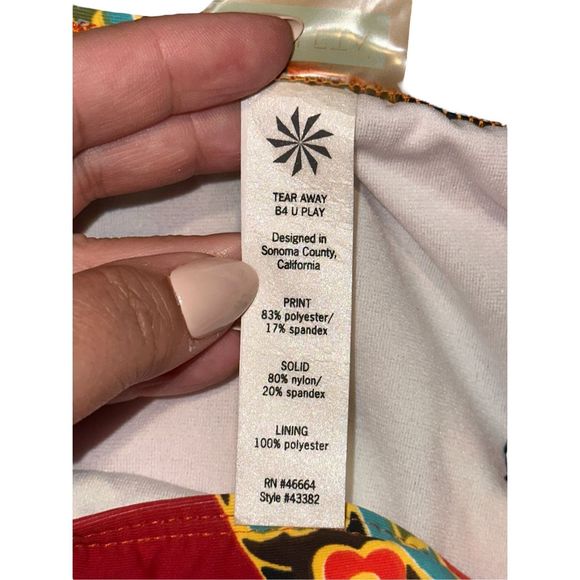 TEAR AWAY
B4 U PLAY
Designed in
Sonoma County,
California
PRINT
83% polyester/
17% spandex
SOLID
80% nylon/
20% spandex
LINING
100% polyester
RN #46664
Style #43382